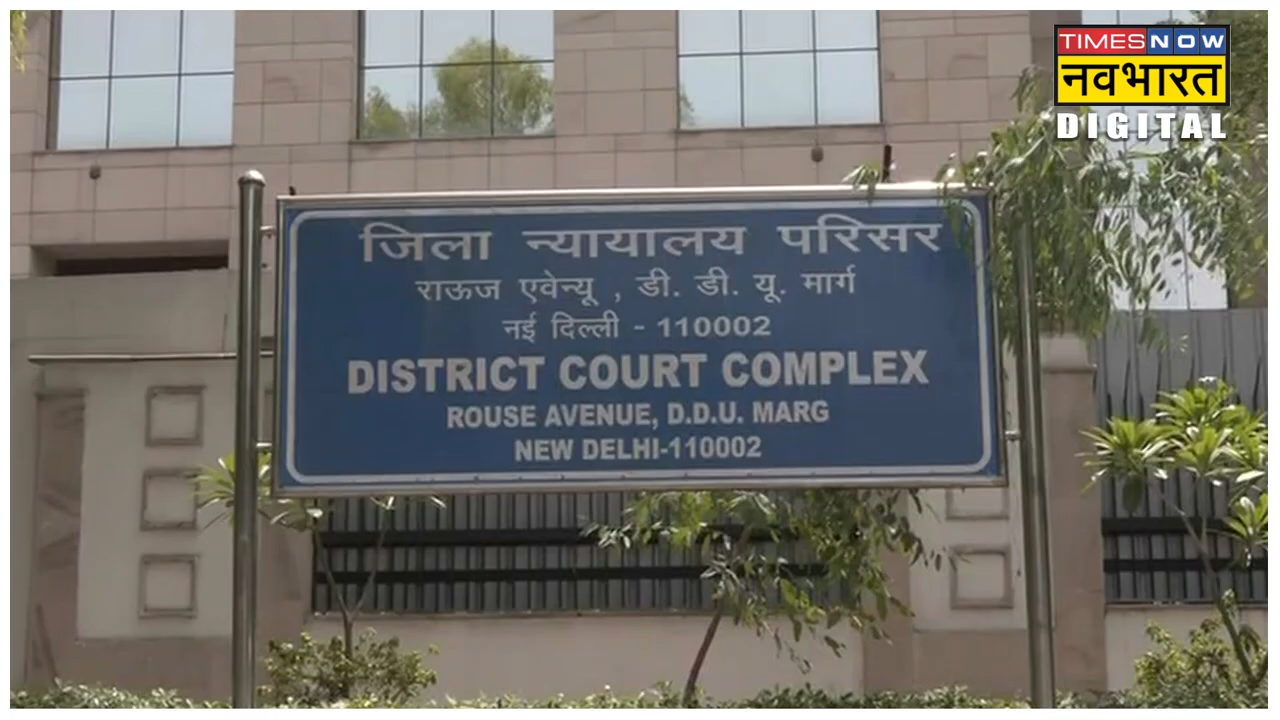 TIMES NOW
नवभारत
DIGITAL
जिला न्यायालय परिसर
राऊज एवेन्यू , डी. डी. यू. मार्ग
नई दिल्ली - 110002
DISTRICT COURT COMPLEX
ROUSE AVENUE, D.D.U. MARG
NEW DELHI-110002